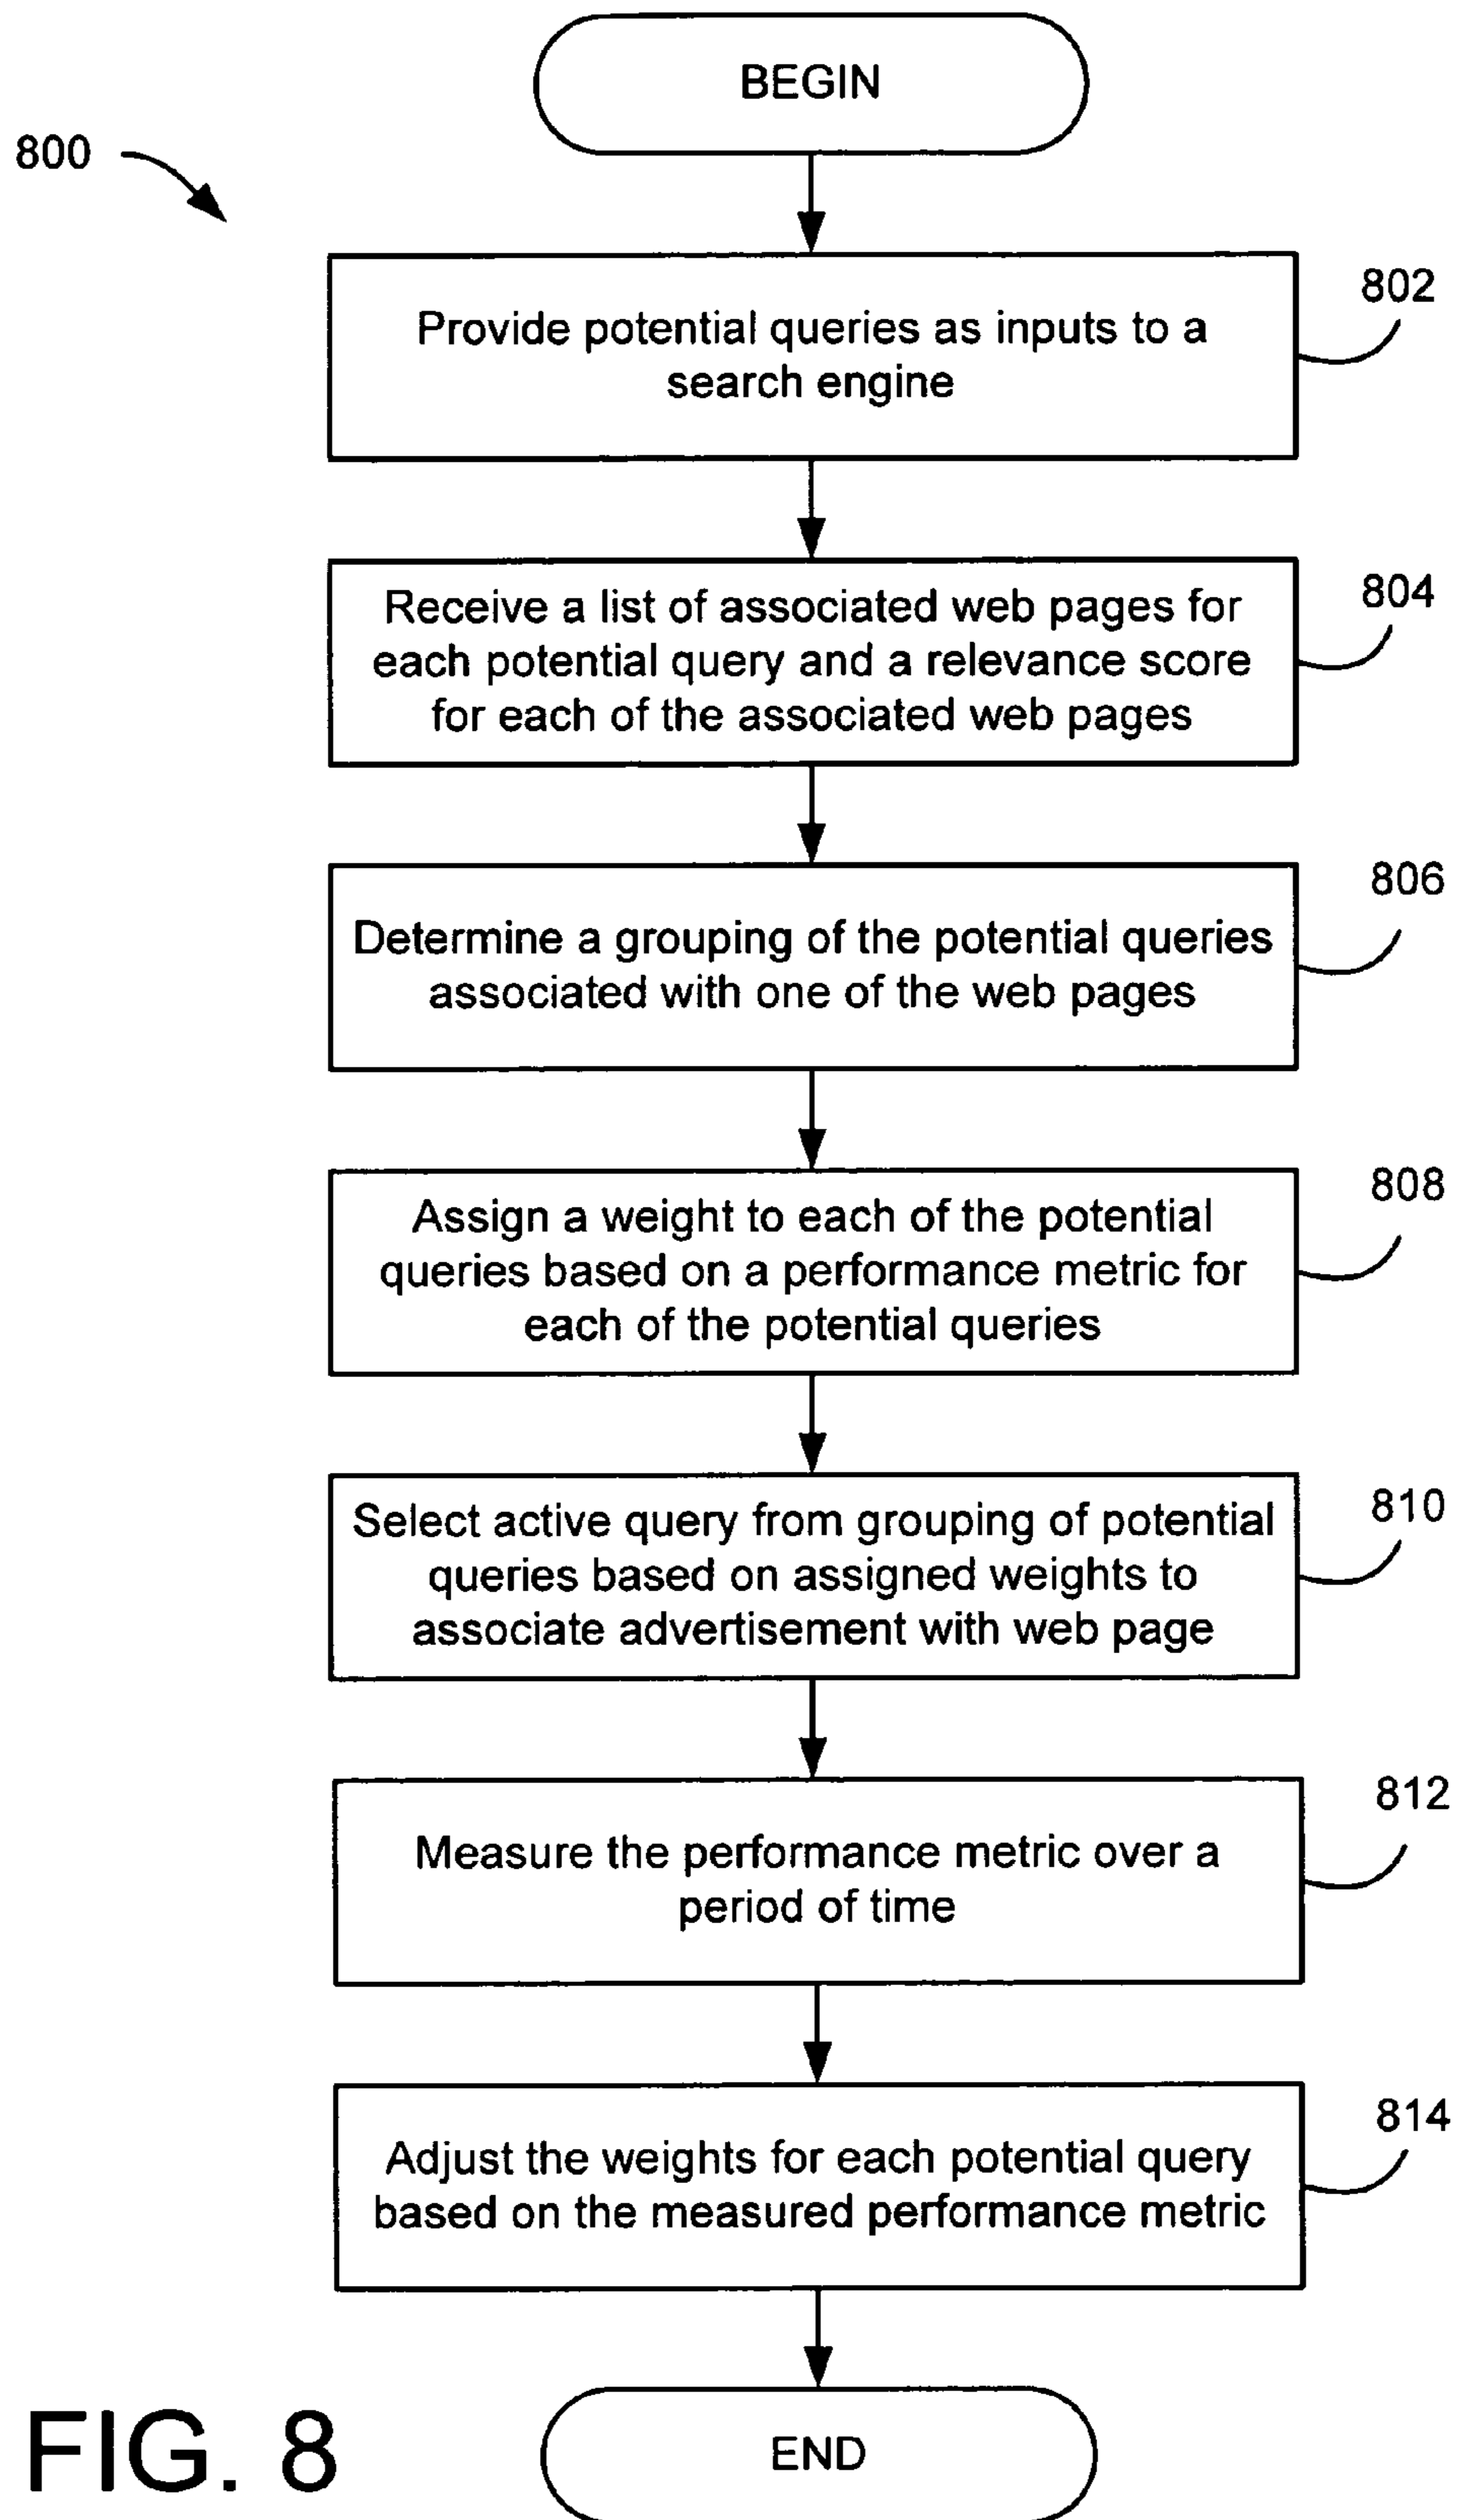 BEGIN
800
802
Provide potential queries as inputs to a
search engine
804
Receive a list of associated web pages for
each potential query and a relevance score
for each of the associated web pages
806
Determine a grouping of the potential queries
associated with one of the web pages
808
Assign a weight to each of the potential
queries based on a performance metric for
each of the potential queries
810
Select active query from grouping of potential
queries based on assigned weights to
associate advertisement with web page
812
Measure the performance metric over a
period of time
814
Adjust the weights for each potential query
based on the measured performance metric
END
FIG. 8